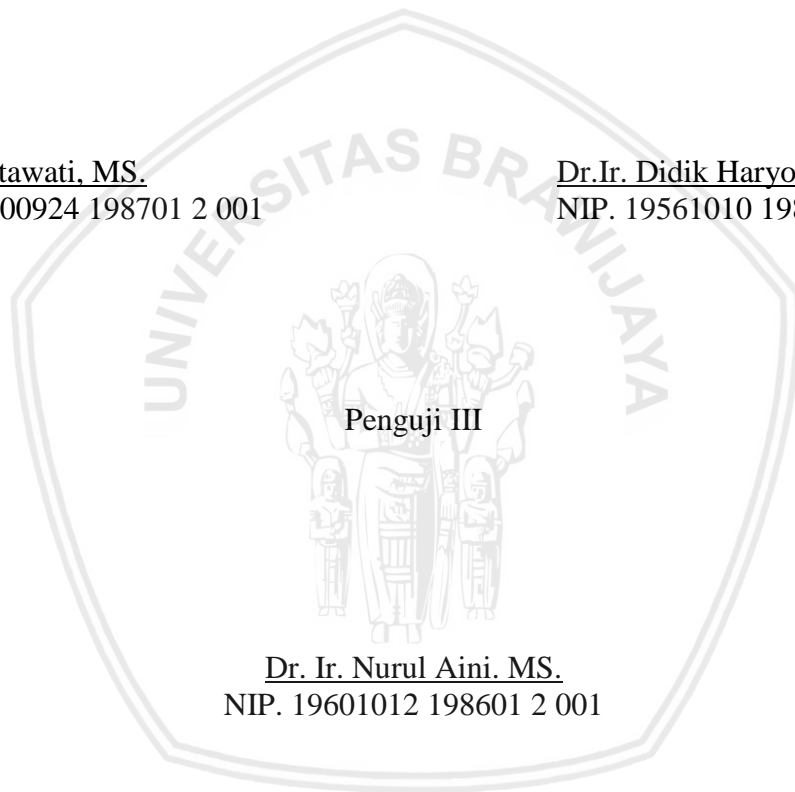 tawati, MS.
00924 198701 2 001
Dr.Ir. Didik Haryo
NIP. 19561010 198
UNIVERSITAS BRAWIJAYA
Penguji III
Dr. Ir. Nurul Aini. MS.
NIP. 19601012 198601 2 001